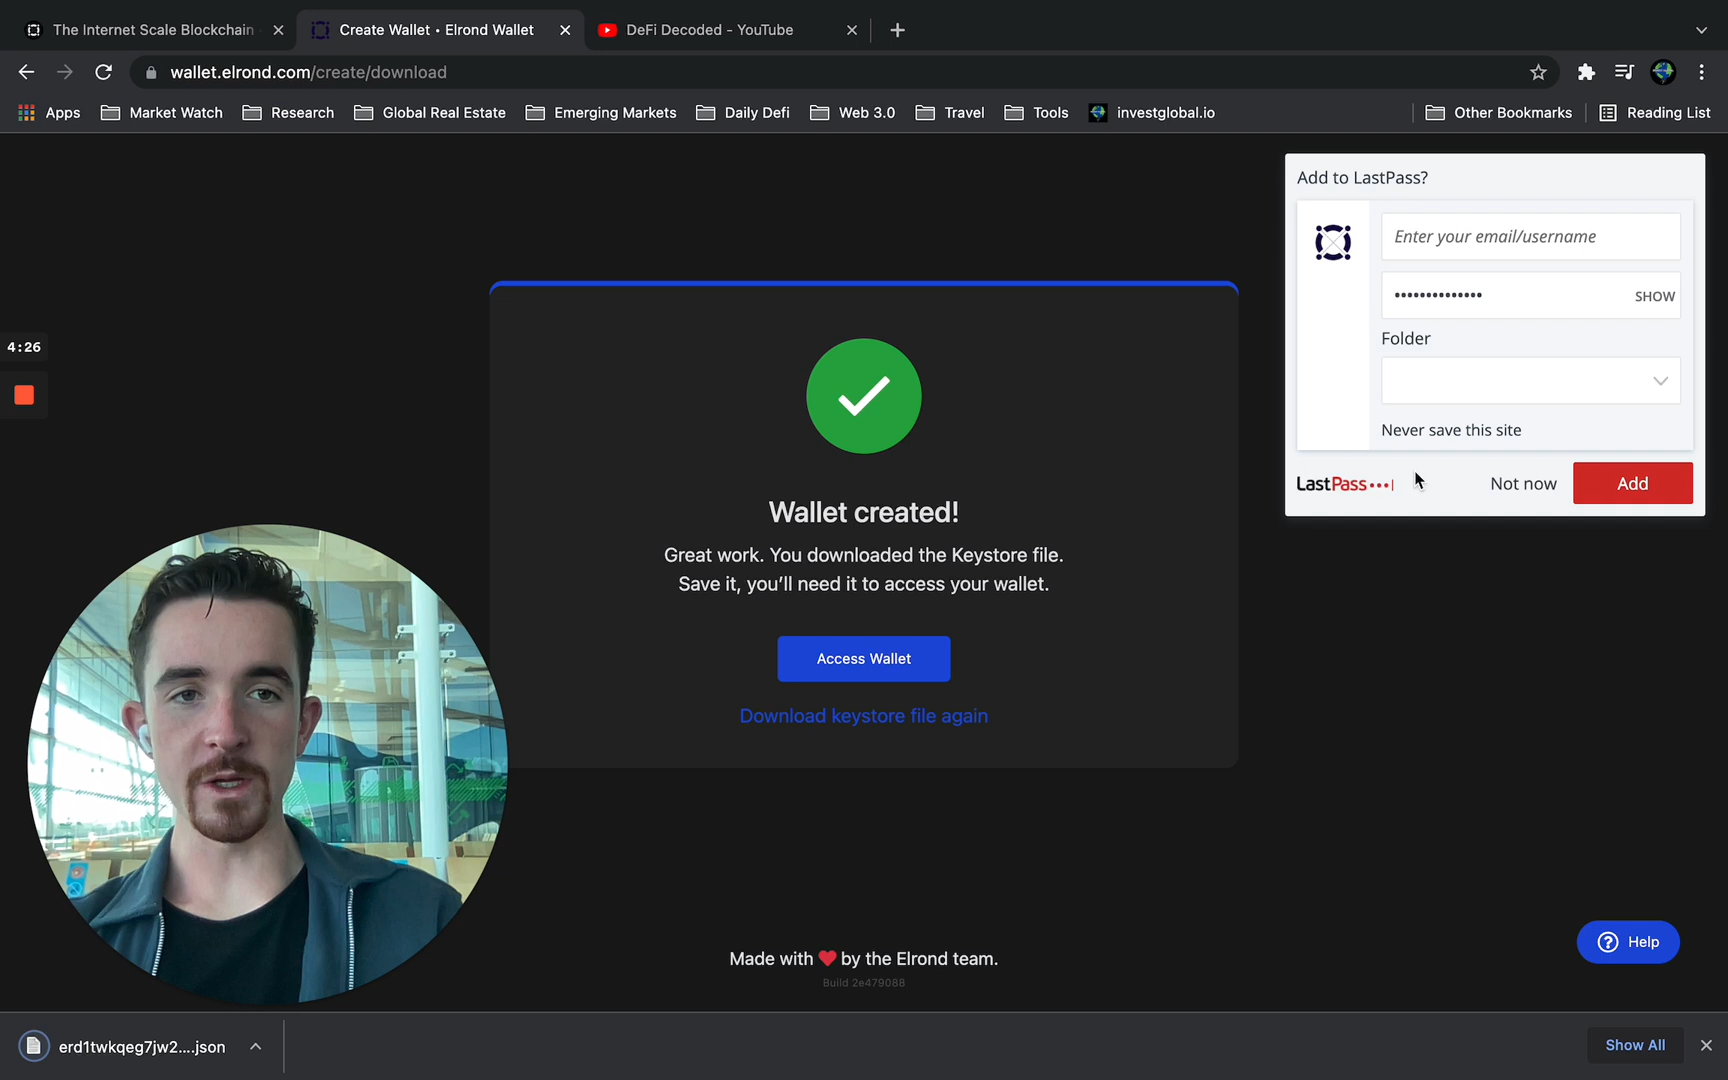 The Internet Scale Blockchain
Create Wallet • Elrond Wallet
DeFi Decoded - YouTube
wallet.elrond.com/create/download
Apps
Market Watch
Research
Global Real Estate
Emerging Markets
Daily Defi
Web 3.0
Travel
Tools
investglobal.io
Other Bookmarks
Reading List
Add to LastPass?
Enter your email/username
••••••••••••••
SHOW
Folder
Never save this site
LastPass•••|
Not now
Add
4:26
Wallet created!
Great work. You downloaded the Keystore file.
Save it, you'll need it to access your wallet.
Access Wallet
Download keystore file again
Help
Made with ❤ by the Elrond team.
Build 2e479088
erd1twkqeg7jw2....json
Show All